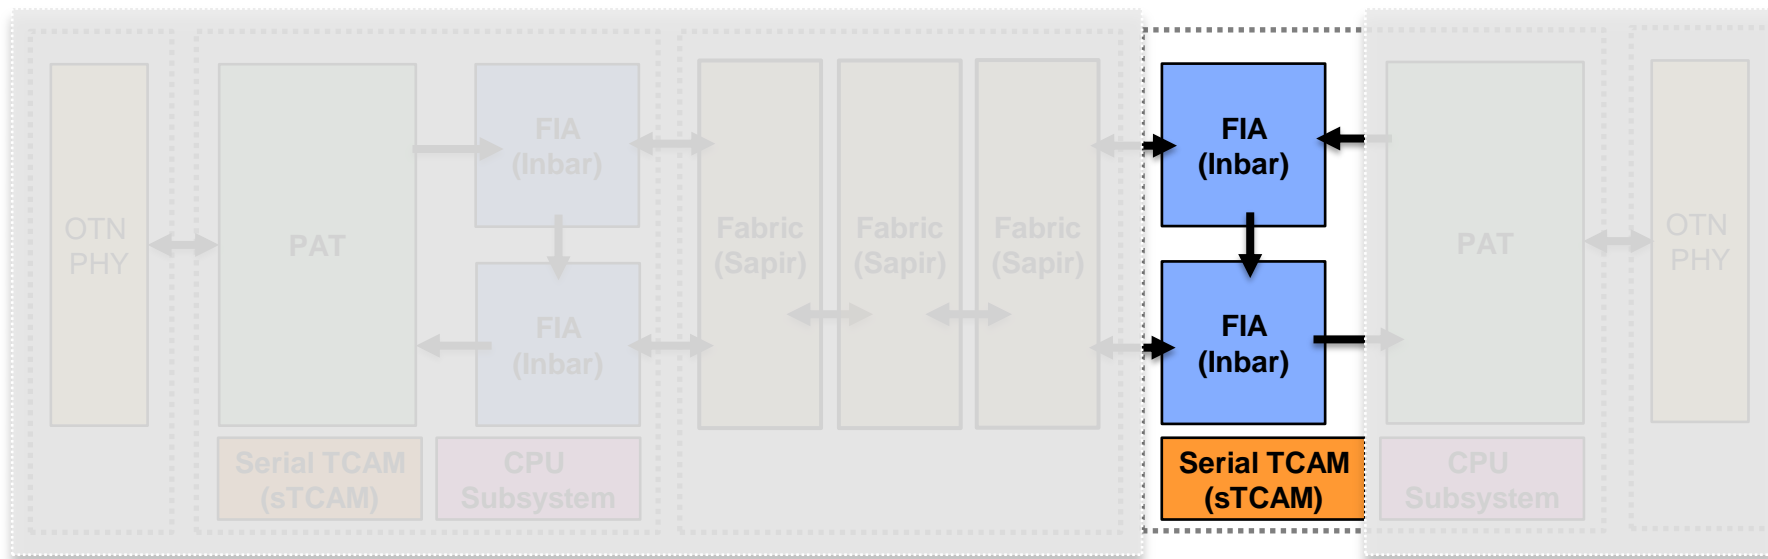 OTN
PHY
PAT
FIA
(Inbar)
FIA
(Inbar)
Serial TCAM
(sTCAM)
CPU
Subsystem
Fabric
(Sapir)
Fabric
(Sapir)
Fabric
(Sapir)
FIA
(Inbar)
FIA
(Inbar)
Serial TCAM
(sTCAM)
PAT
CPU
Subsystem
OTN
PHY